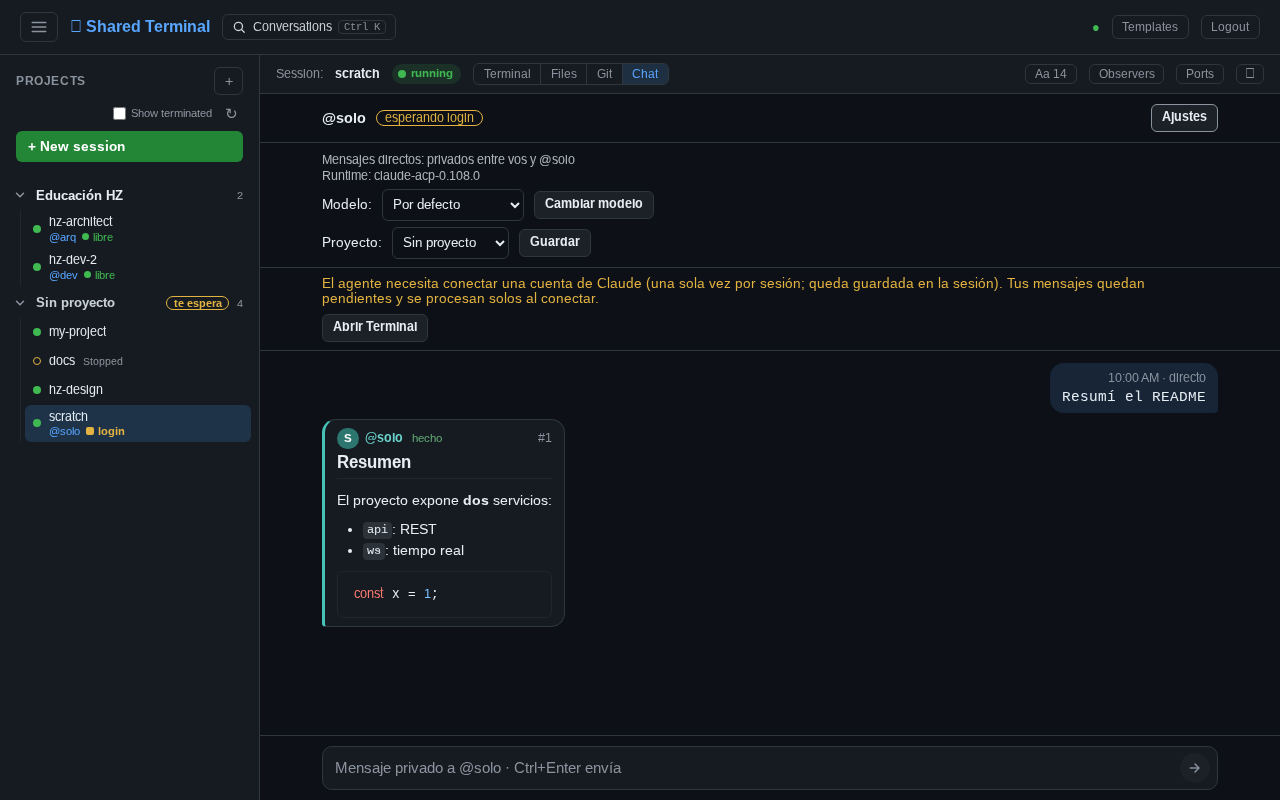 Shared Terminal
Conversations Ctrl K
Templates
Logout
PROJECTS
+
Show terminated ↻
+ New session
Educación HZ 2
hz-architect
@arq libre
hz-dev-2
@dev libre
Sin proyecto te espera 4
my-project
docs Stopped
hz-design
scratch
@solo login
Session: scratch running Terminal Files Git Chat
Aa 14 Observers Ports
@solo esperando login Ajustes
Mensajes directos: privados entre vos y @solo
Runtime: claude-acp-0.108.0
Modelo: Por defecto Cambiar modelo
Proyecto: Sin proyecto Guardar
El agente necesita conectar una cuenta de Claude (una sola vez por sesión; queda guardada en la sesión). Tus mensajes quedan
pendientes y se procesan solos al conectar.
Abrir Terminal
10:00 AM · directo
Resumí el README
S @solo hecho #1
Resumen
El proyecto expone dos servicios:
• api: REST
• ws: tiempo real
const x = 1;
Mensaje privado a @solo · Ctrl+Enter envía